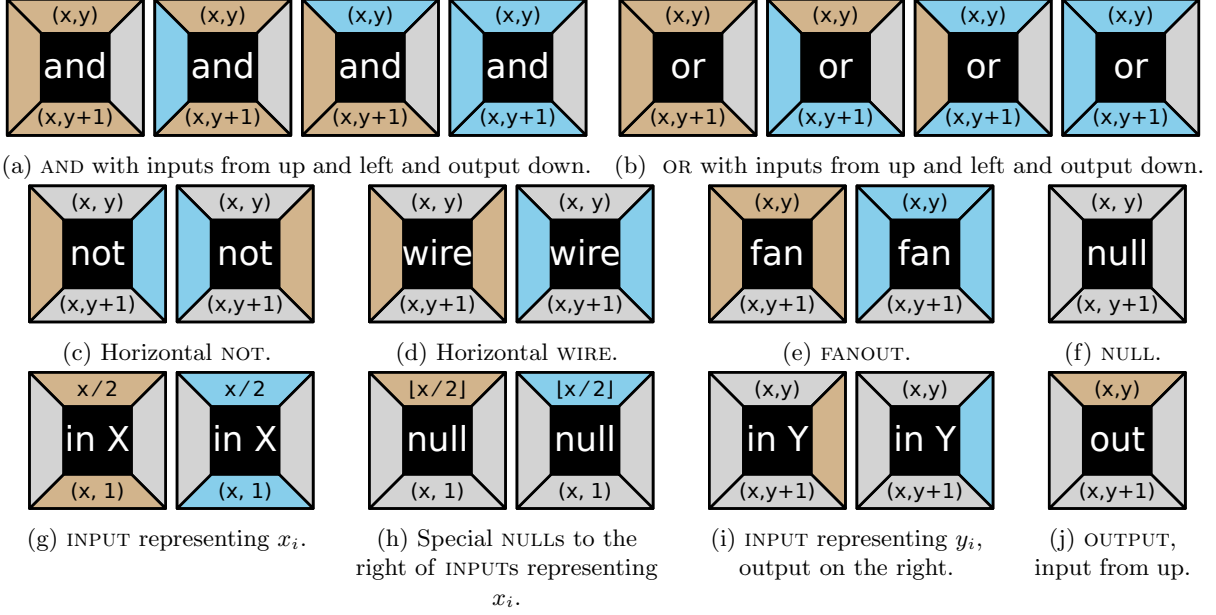 (x,y) (x,y) (x,y) (x,y) (x,y) (x,y) (x,y) (x,y)
and and and and or or or or
(x,y+1) (x,y+1) (x,y+1) (x,y+1) (x,y+1) (x,y+1) (x,y+1) (x,y+1)
(a) AND with inputs from up and left and output down. (b) OR with inputs from up and left and output down.
(x, y) (x, y) (x, y) (x, y) (x,y) (x,y) (x, y)
not not wire wire fan fan null
(x,y+1) (x,y+1) (x,y+1) (x,y+1) (x,y+1) (x,y+1) (x, y+1)
(c) Horizontal NOT. (d) Horizontal WIRE. (e) FANOUT. (f) NULL.
x/2 x/2 ⌊x/2⌋ ⌊x/2⌋ (x,y) (x,y) (x,y)
in X in X null null in Y in Y out
(x, 1) (x, 1) (x, 1) (x, 1) (x,y+1) (x,y+1) (x,y+1)
(g) INPUT representing x_i. (h) Special NULLs to the (i) INPUT representing y_i, (j) OUTPUT,
right of INPUTs representing output on the right. input from up.
x_i.